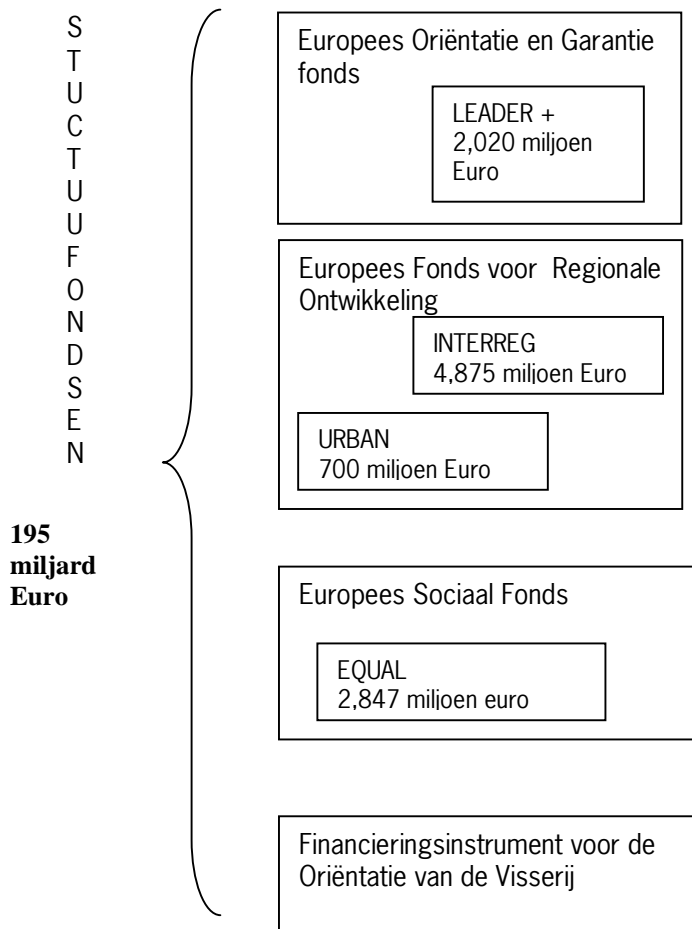 S
T
U
C
T
U
U
F
O
N
D
S
E
N
195
miljard
Euro
Europees Oriëntatie en Garantie
fonds
LEADER +
2,020 miljoen
Euro
Europees Fonds voor Regionale
Ontwikkeling
INTERREG
4,875 miljoen Euro
URBAN
700 miljoen Euro
Europees Sociaal Fonds
EQUAL
2,847 miljoen euro
Financieringsinstrument voor de
Oriëntatie van de Visserij